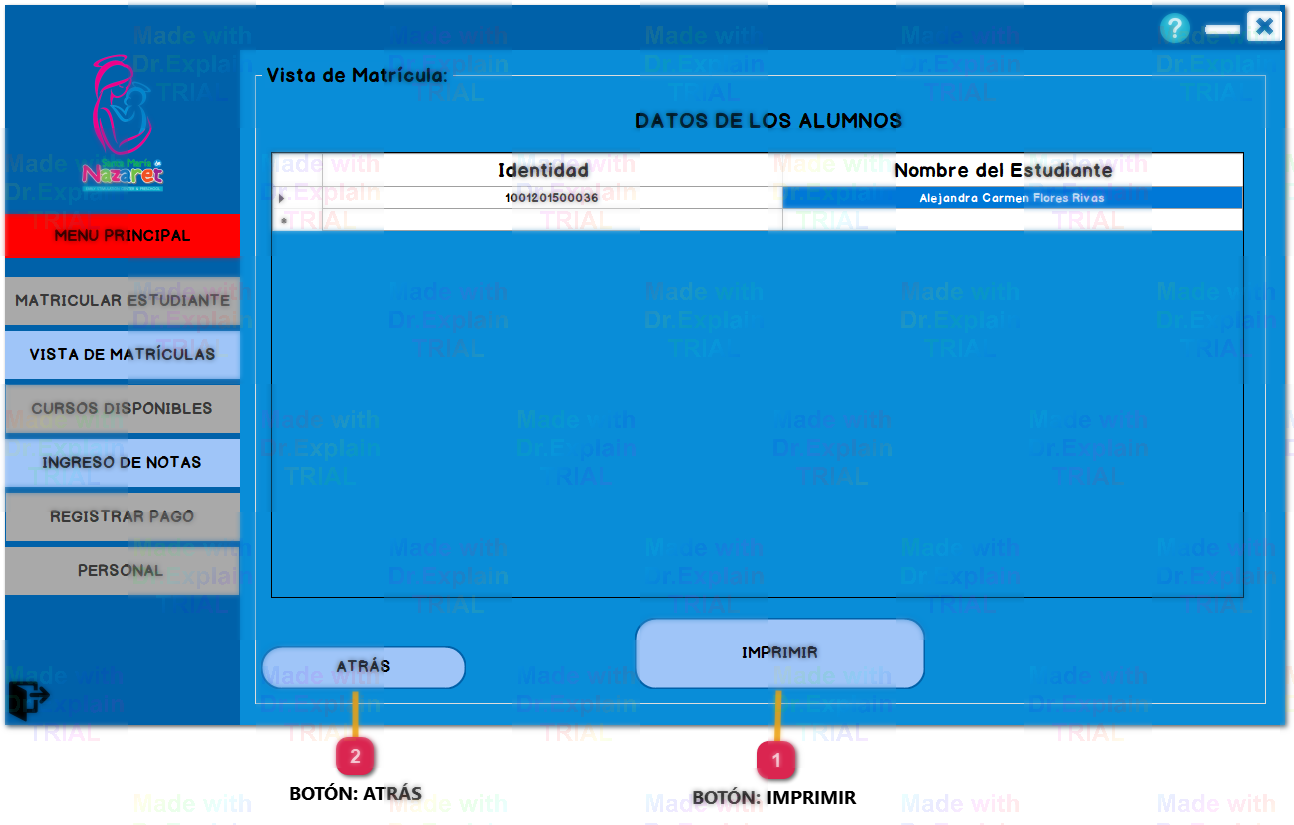 Vista de Matrícula:
DATOS DE LOS ALUMNOS
Identidad Nombre del Estudiante
1001201500036 Alejandra Carmen Flores Rivas
Santa María de
Nazaret
MENU PRINCIPAL
MATRICULAR ESTUDIANTE
VISTA DE MATRÍCULAS
CURSOS DISPONIBLES
INGRESO DE NOTAS
REGISTRAR PAGO
PERSONAL
ATRÁS
IMPRIMIR
2
1
BOTÓN: ATRÁS
BOTÓN: IMPRIMIR
Made with
Dr.Explain
TRIAL